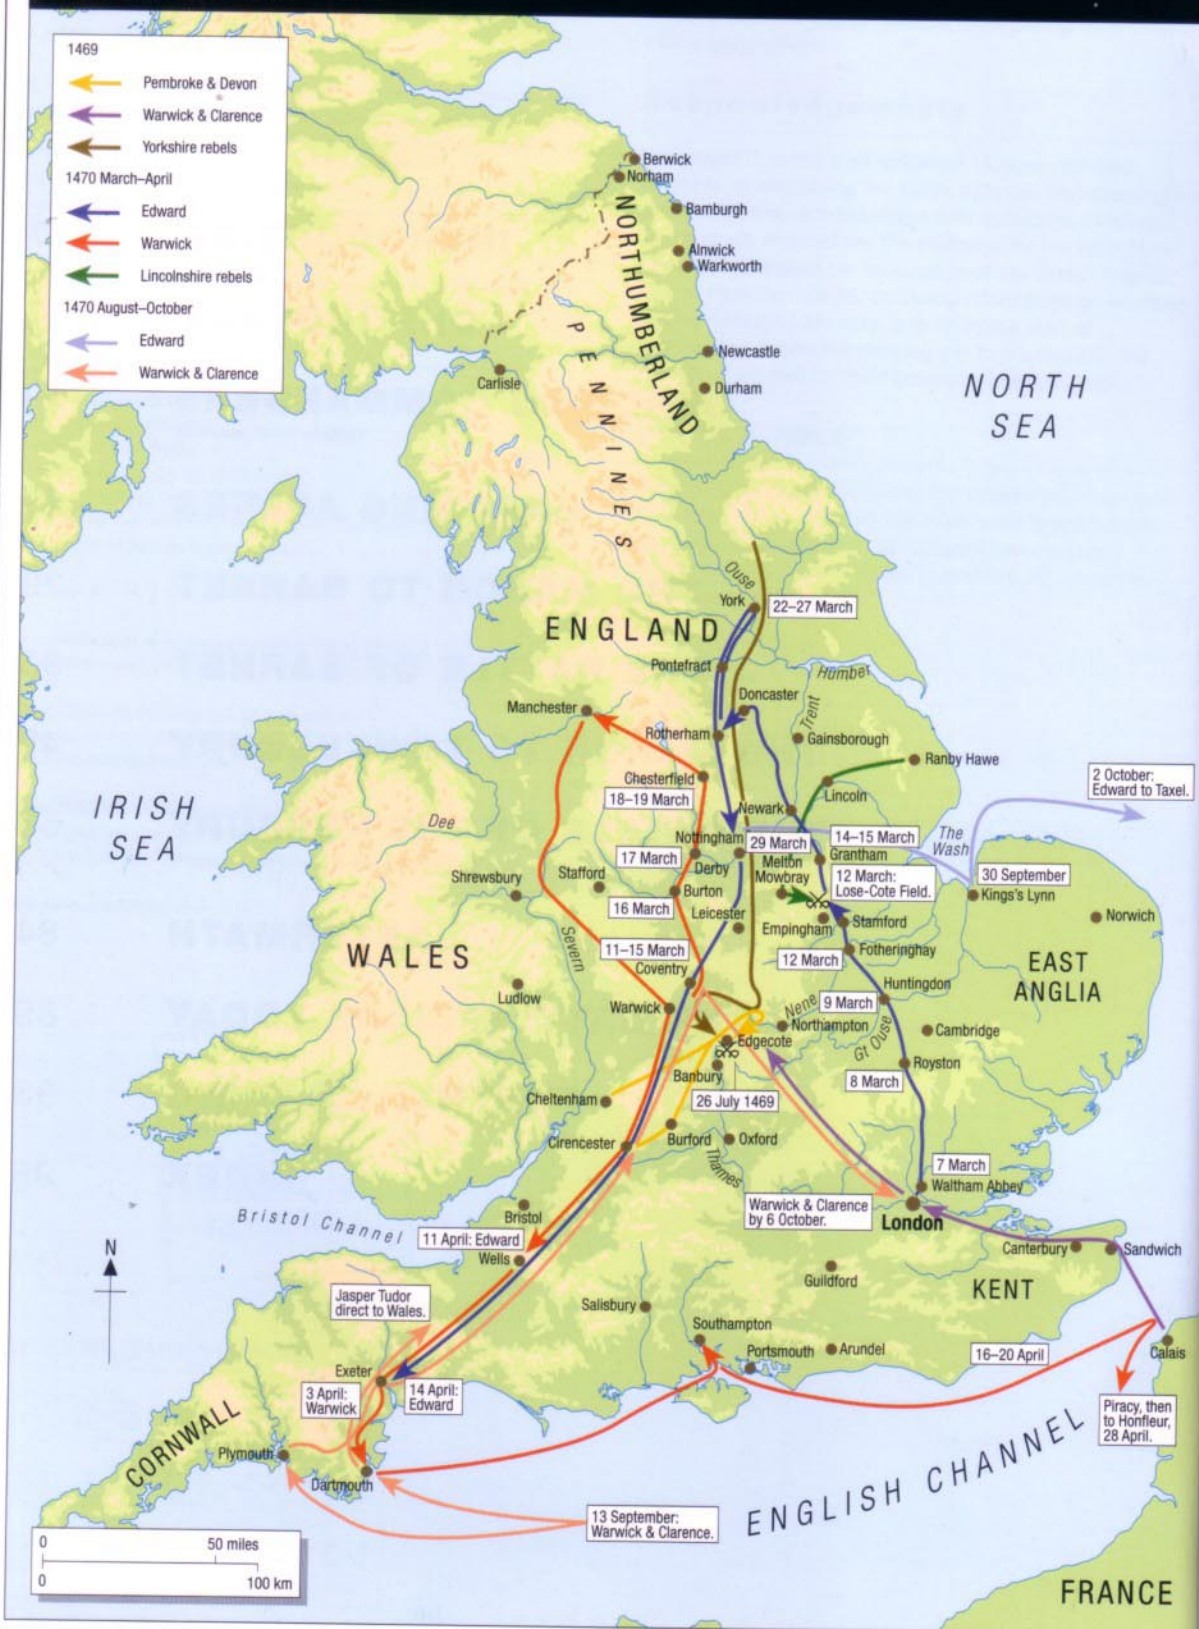 1469
Pembroke & Devon
Warwick & Clarence
Yorkshire rebels
1470 March–April
Edward
Warwick
Lincolnshire rebels
1470 August–October
Edward
Warwick & Clarence
Berwick
Norham
Bamburgh
Alnwick
Warkworth
NORTHUMBERLAND
PENNINES
Newcastle
Carlisle
Durham
NORTH
SEA
Ouse
York
22–27 March
ENGLAND
Pontefract
Humber
Doncaster
Trent
Manchester
Rotherham
Gainsborough
Ranby Hawe
Chesterfield
18–19 March
Lincoln
2 October:
Edward to Taxel.
IRISH
SEA
Dee
Newark
Nottingham
29 March
14–15 March
The
Wash
17 March
Derby
Melton
Mowbray
Grantham
12 March:
Lose-Cote Field.
30 September
Kings's Lynn
Shrewsbury
Stafford
Burton
16 March
Leicester
Empingham
Stamford
Norwich
Severn
WALES
11–15 March
Coventry
12 March
Fotheringhay
EAST
ANGLIA
Ludlow
Warwick
Huntingdon
9 March
Nene
Northampton
Gt Ouse
Cambridge
Edgecote
Banbury
Royston
8 March
26 July 1469
Cheltenham
Cirencester
Burford
Oxford
Thames
7 March
Waltham Abbey
Warwick & Clarence
by 6 October.
London
Bristol Channel
Bristol
11 April: Edward
Wells
Canterbury
Sandwich
Guildford
KENT
N
Jasper Tudor
direct to Wales.
Salisbury
Southampton
Portsmouth
Arundel
16–20 April
Calais
Exeter
3 April:
Warwick
14 April:
Edward
Piracy, then
to Honfleur,
28 April.
CORNWALL
Plymouth
Dartmouth
ENGLISH CHANNEL
13 September:
Warwick & Clarence.
0
50 miles
0
100 km
FRANCE